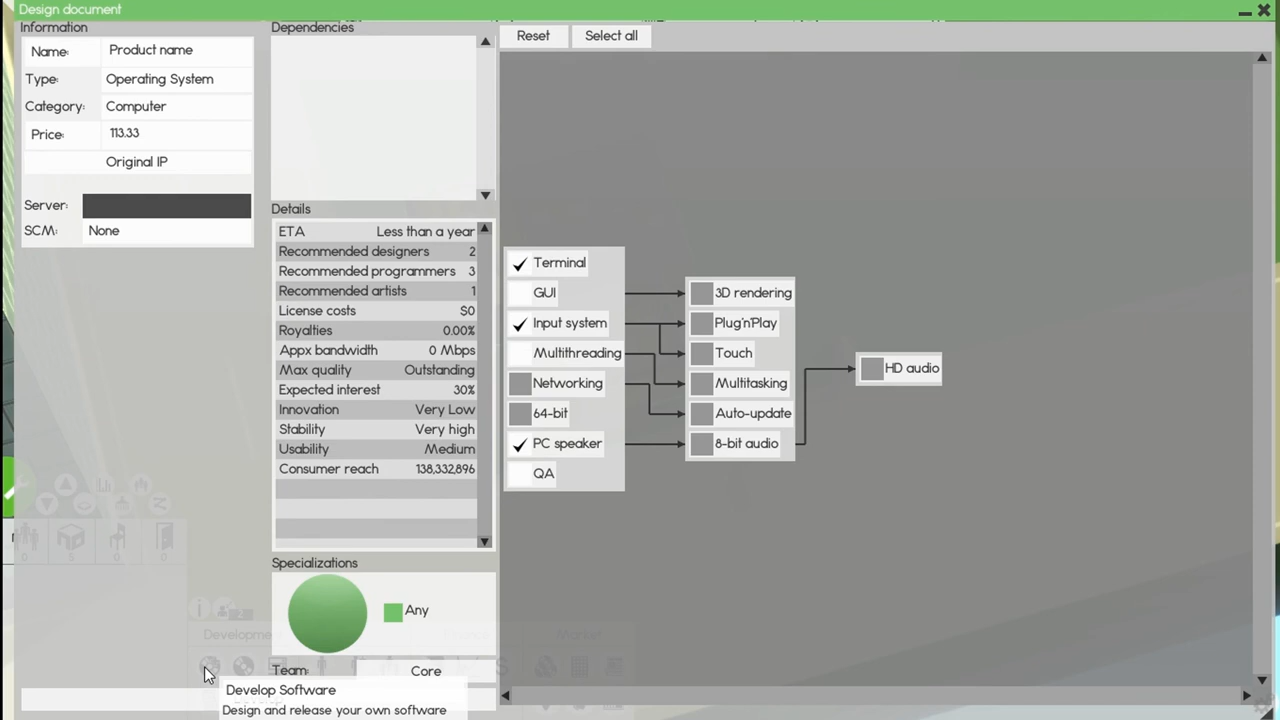 Design document
Information
Name: Product name
Type: Operating System
Category: Computer
Price: 113.33
Original IP
Server:
SCM: None
Dependencies
Details
ETA Less than a year
Recommended designers 2
Recommended programmers 3
Recommended artists 1
License costs $0
Royalties 0.00%
Appx bandwidth 0 Mbps
Max quality Outstanding
Expected interest 30%
Innovation Very Low
Stability Very high
Usability Medium
Consumer reach 138,332,896
Specializations
Any
Team: Core
Reset Select all
Terminal
GUI
Input system
Multithreading
Networking
64-bit
PC speaker
QA
3D rendering
Plug'n'Play
Touch
Multitasking
Auto-update
8-bit audio
HD audio
Development
Market
Develop Software
Design and release your own software